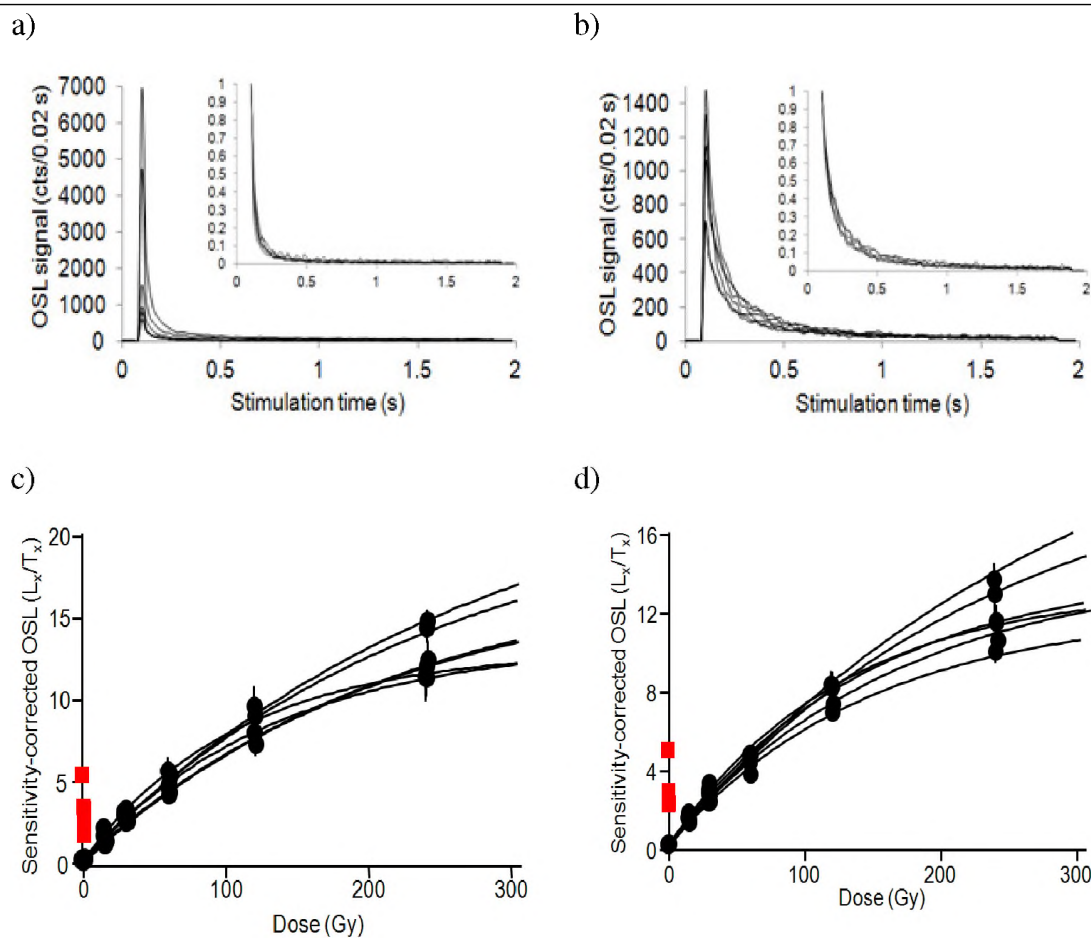 a)
OSL signal (cts/0.02 s)
7000
6000
5000
4000
3000
2000
1000
0
0 0.5 1 1.5 2
Stimulation time (s)
1
0.9
0.8
0.7
0.6
0.5
0.4
0.3
0.2
0.1
0
0 0.5 1 1.5 2
b)
OSL signal (cts/0.02 s)
1400
1200
1000
800
600
400
200
0
0 0.5 1 1.5 2
Stimulation time (s)
1
0.9
0.8
0.7
0.6
0.5
0.4
0.3
0.2
0.1
0
0 0.5 1 1.5 2
c)
Sensitivity-corrected OSL (Lx/Tx)
20
15
10
5
0
0 100 200 300
Dose (Gy)
d)
Sensitivity-corrected OSL (Lx/Tx)
16
12
8
4
0
0 100 200 300
Dose (Gy)